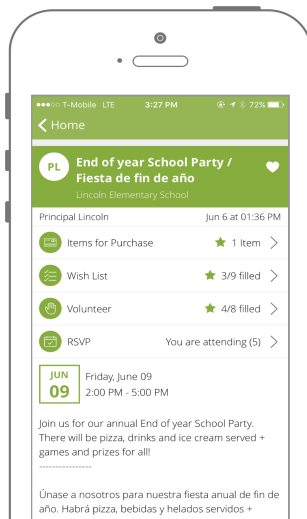 T-Mobile LTE 3:27 PM 72%
Home
PL
End of year School Party /
Fiesta de fin de año
Lincoln Elementary School
Principal Lincoln Jun 6 at 01:36 PM
Items for Purchase 1 Item
Wish List 3/9 filled
Volunteer 4/8 filled
RSVP You are attending (5)
JUN
09
Friday, June 09
2:00 PM - 5:00 PM
Join us for our annual End of year School Party.
There will be pizza, drinks and ice cream served +
games and prizes for all!
----------------
Únase a nosotros para nuestra fiesta anual de fin de
año. Habrá pizza, bebidas y helados servidos +